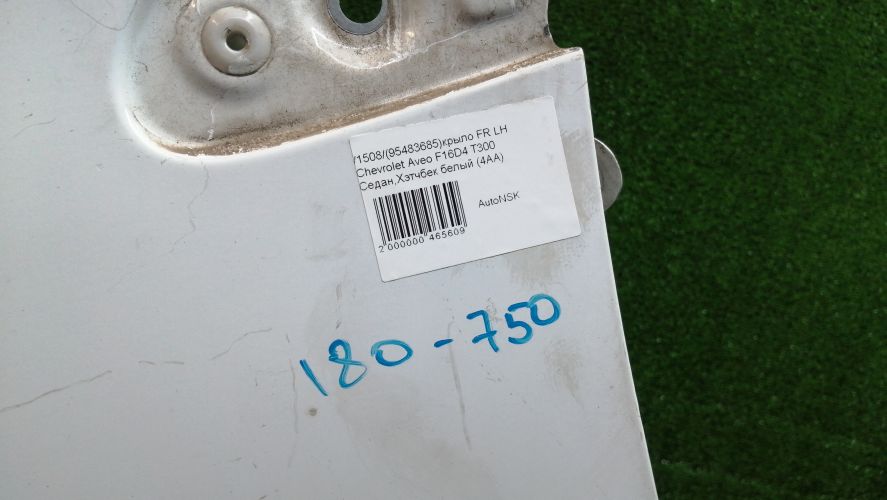 /1508/(95483685)крыло FR LH
Chevrolet Aveo F16D4 T300
Седан,Хэтчбек белый (4AA)
AutoNSK
2 000000 465609
180-750